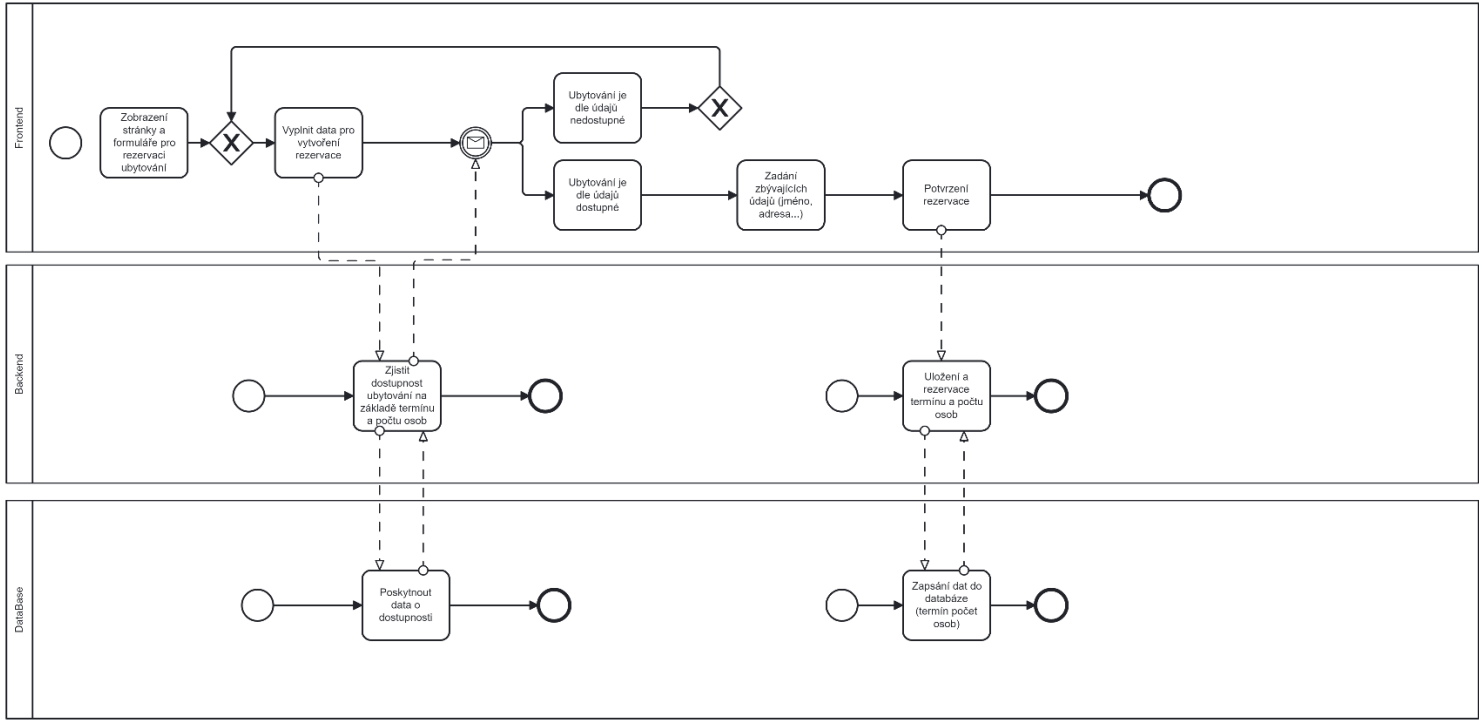 Frontend
Zobrazení
stránky a
formuláře pro
rezervaci
ubytování
Vyplnit data pro
vytvoření
rezervace
Ubytování je
dle údajů
nedostupné
Ubytování je
dle údajů
dostupné
Zadání
zbývajících
údajů (jméno,
adresa...)
Potvrzení
rezervace
Backend
Zjistit
dostupnost
ubytování na
základě termínu
a počtu osob
Uložení a
rezervace
termínu a počtu
osob
DataBase
Poskytnout
data o
dostupnosti
Zapsání dat do
databáze
(termín počet
osob)